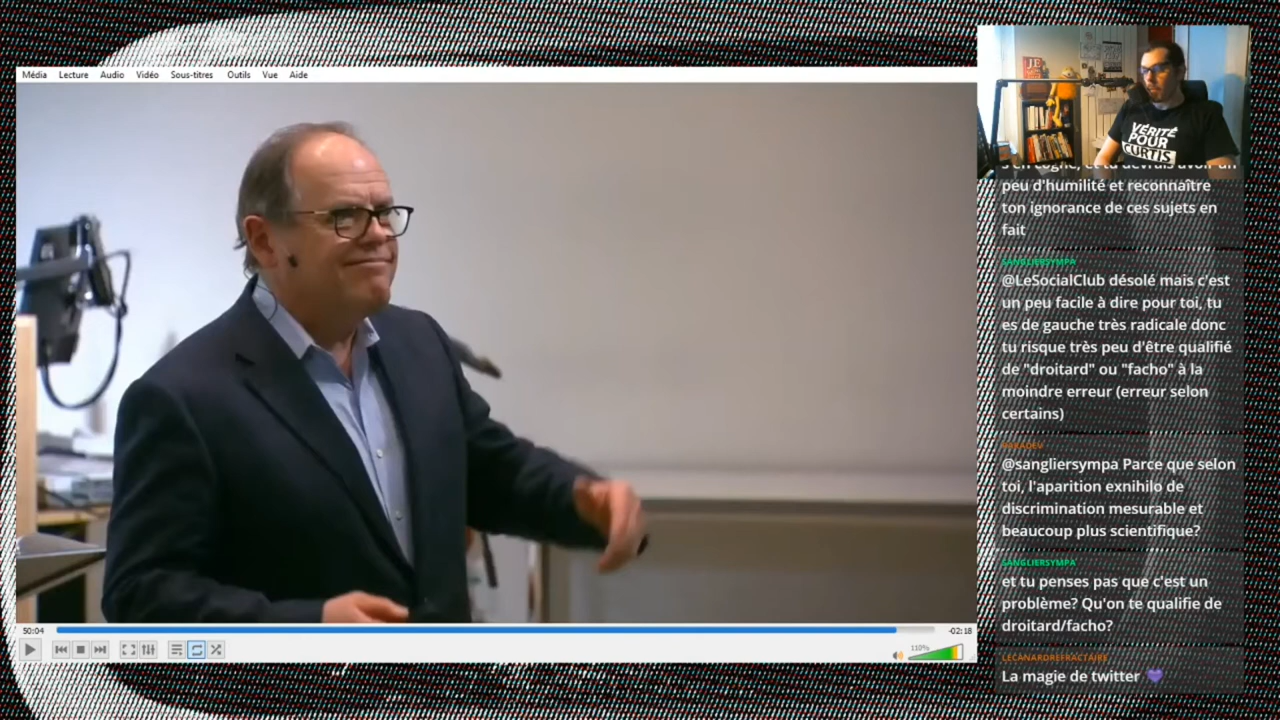 Média Lecture Audio Vidéo Sous-titres Outils Vue Aide
50:04
-02:18
110%
JE
VÉRITÉ
POUR
CURTIS
peu d'humilité et reconnaître
ton ignorance de ces sujets en
fait
SANGLIERSYMPA
@LeSocialClub désolé mais c'est
un peu facile à dire pour toi, tu
es de gauche très radicale donc
tu risque très peu d'être qualifié
de "droitard" ou "facho" à la
moindre erreur (erreur selon
certains)
@sangliersympa Parce que selon
toi, l'aparition exnihilo de
discrimination mesurable et
beaucoup plus scientifique?
SANGLIERSYMPA
et tu penses pas que c'est un
problème? Qu'on te qualifie de
droitard/facho?
LECANARDREFRACTAIRE
La magie de twitter 💜